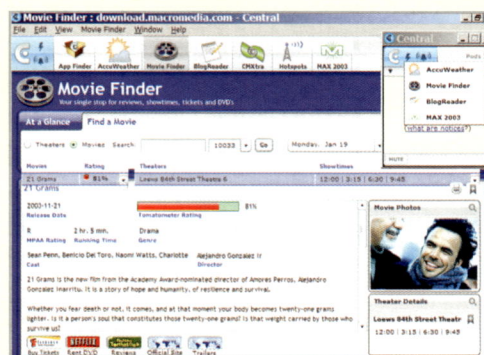 Movie Finder : download.macromedia.com - Central
File Edit View Movie Finder Window Help
App Finder AccuWeather Movie Finder BlogReader CMXtra Hotspots MAX 2003
Movie Finder
Your single stop for reviews, showtimes, tickets and DVD's
At a Glance Find a Movie
Theaters Movies Search 10033 Go Monday, Jan 19
Movies Rating Theaters Showtimes
21 Grams 81% Loews 84th Street Theatre 6 12:00 | 3:15 | 6:30 | 9:45
21 Grams
2003-11-21 81%
Release Date Tomatometer Rating
R 2 hr. 5 min. Drama
MPAA Rating Running Time Genre
Sean Penn, Benicio Del Toro, Naomi Watts, Charlotte Alejandro Gonzalez Ir
Cast Director
21 Grams is the new film from the Academy Award-nominated director of Amores Perros, Alejandro
Gonzalez Inarritu. It is a story of hope and humanity, of resilience and survival.
Whether you fear death or not, it comes, and at that moment your body becomes twenty-one grams
lighter. Is it a person's soul that constitutes those twenty-one grams? Is that weight carried by those who
survive us?
Buy Tickets Rent DVD Reviews Official Site Trailers
NETFLIX
Movie Photos
Theater Details
Loews 84th Street Theatr
12:00 | 3:15 | 6:30 | 9:45
Central
Pods
AccuWeather
Movie Finder
BlogReader
MAX 2003
(what are notices?)
MUTE